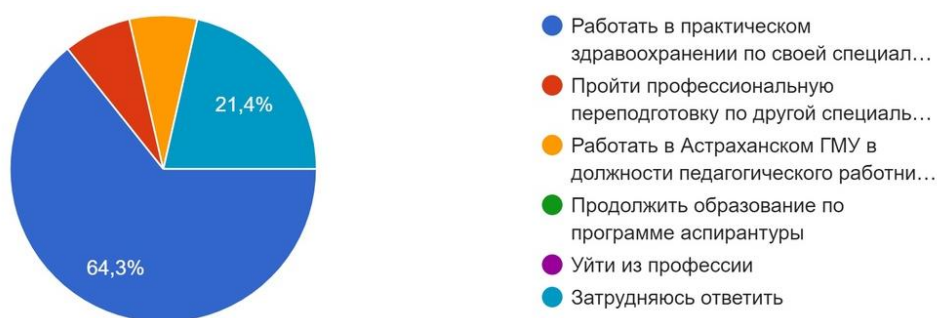 21,4%
64,3%
Работать в практическом
здравоохранении по своей специал...
Пройти профессиональную
переподготовку по другой специаль...
Работать в Астраханском ГМУ в
должности педагогического работни...
Продолжить образование по
программе аспирантуры
Уйти из профессии
Затрудняюсь ответить